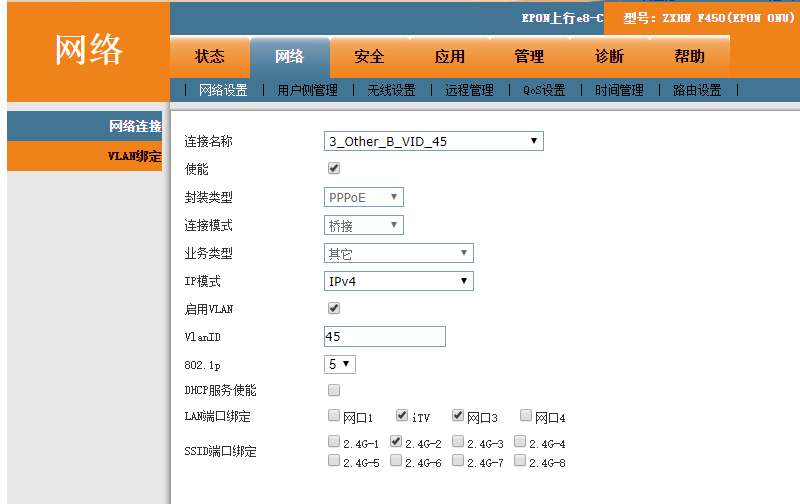 EPON上行e8-C 型号: ZXHN F450(EPON ONU)
网络
状态 网络 安全 应用 管理 诊断 帮助
| 网络设置 | 用户侧管理 | 无线设置 | 远程管理 | QoS设置 | 时间管理 | 路由设置 |
网络连接
VLAN绑定
连接名称 3_Other_B_VID_45
使能
封装类型 PPPoE
连接模式 桥接
业务类型 其它
IP模式 IPv4
启用VLAN
VlanID 45
802.1p 5
DHCP服务使能
LAN端口绑定 网口1 iTV 网口3 网口4
SSID端口绑定 2.4G-1 2.4G-2 2.4G-3 2.4G-4
2.4G-5 2.4G-6 2.4G-7 2.4G-8